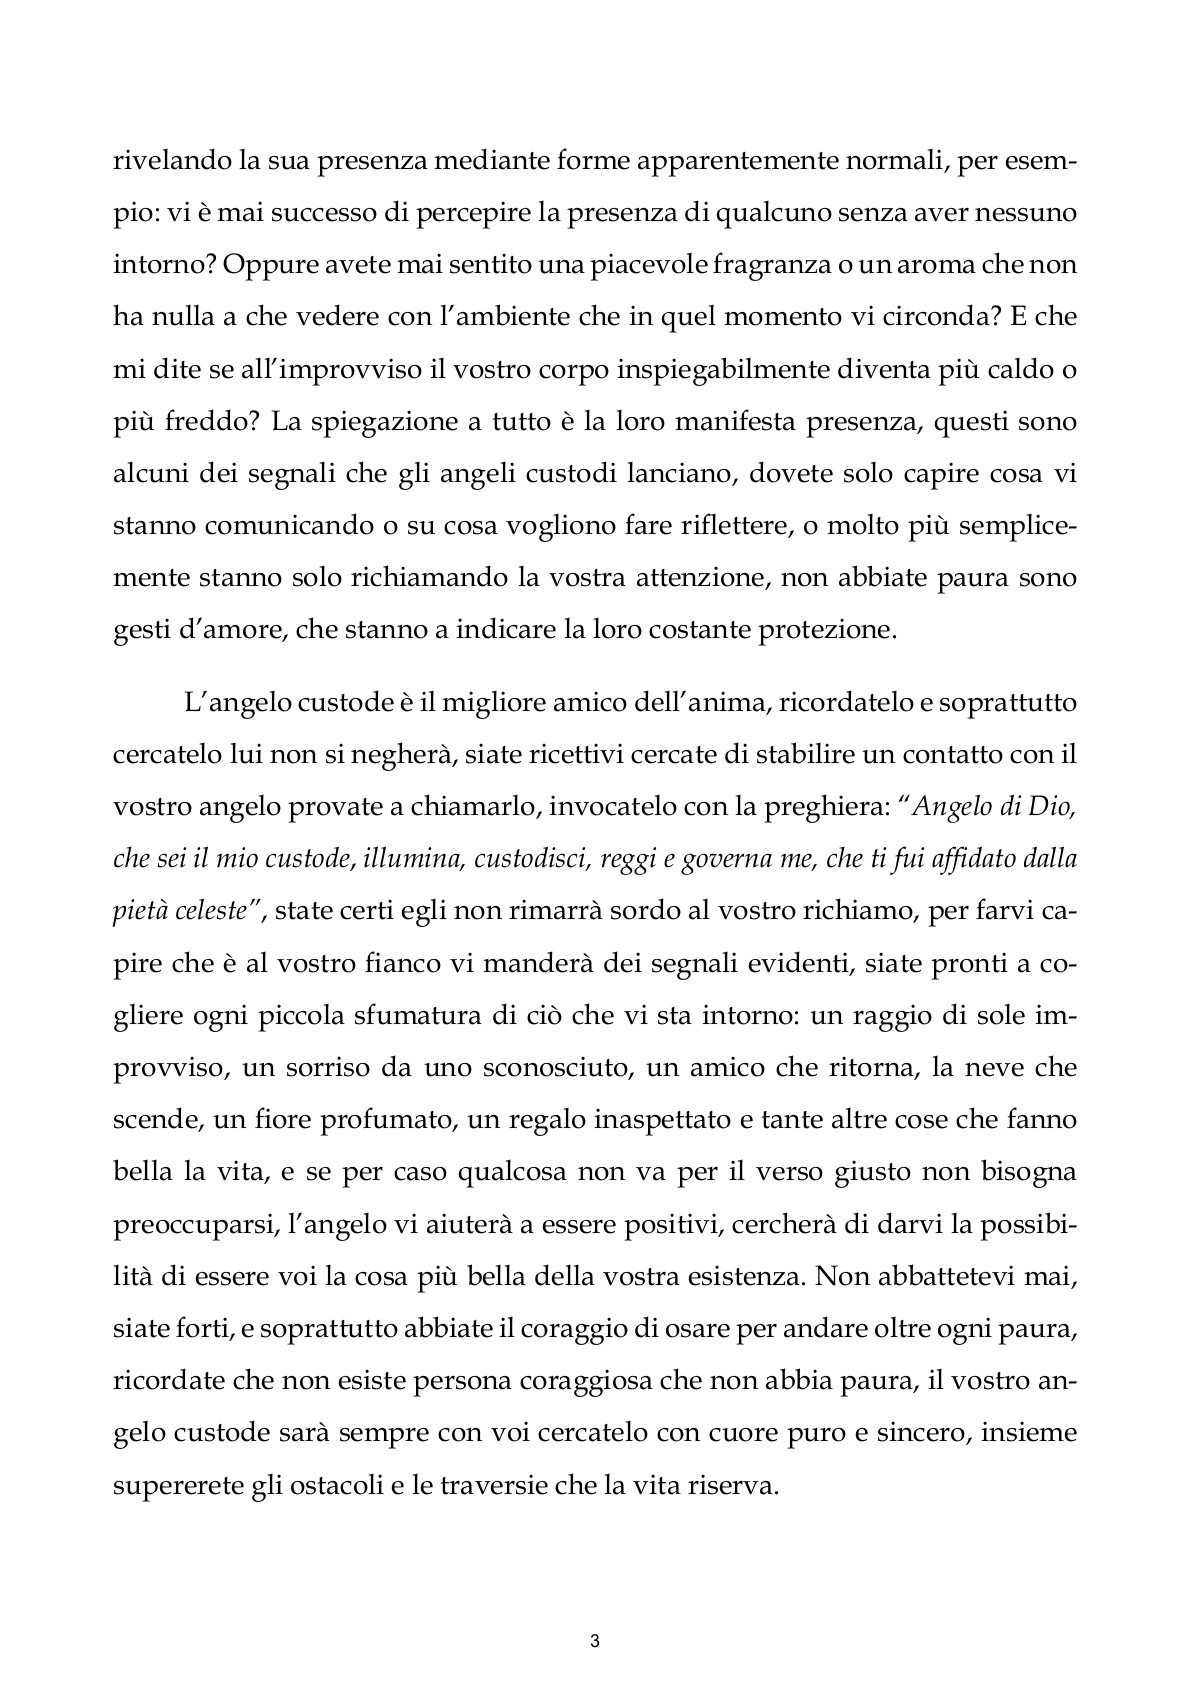 rivelando la sua presenza mediante forme apparentemente normali, per esem-
pio: vi è mai successo di percepire la presenza di qualcuno senza aver nessuno
intorno? Oppure avete mai sentito una piacevole fragranza o un aroma che non
ha nulla a che vedere con l’ambiente che in quel momento vi circonda? E che
mi dite se all’improvviso il vostro corpo inspiegabilmente diventa più caldo o
più freddo? La spiegazione a tutto è la loro manifesta presenza, questi sono
alcuni dei segnali che gli angeli custodi lanciano, dovete solo capire cosa vi
stanno comunicando o su cosa vogliono fare riflettere, o molto più semplice-
mente stanno solo richiamando la vostra attenzione, non abbiate paura sono
gesti d’amore, che stanno a indicare la loro costante protezione.
L’angelo custode è il migliore amico dell’anima, ricordatelo e soprattutto
cercatelo lui non si negherà, siate ricettivi cercate di stabilire un contatto con il
vostro angelo provate a chiamarlo, invocatelo con la preghiera: “Angelo di Dio,
che sei il mio custode, illumina, custodisci, reggi e governa me, che ti fui affidato dalla
pietà celeste”, state certi egli non rimarrà sordo al vostro richiamo, per farvi ca-
pire che è al vostro fianco vi manderà dei segnali evidenti, siate pronti a co-
gliere ogni piccola sfumatura di ciò che vi sta intorno: un raggio di sole im-
provviso, un sorriso da uno sconosciuto, un amico che ritorna, la neve che
scende, un fiore profumato, un regalo inaspettato e tante altre cose che fanno
bella la vita, e se per caso qualcosa non va per il verso giusto non bisogna
preoccuparsi, l’angelo vi aiuterà a essere positivi, cercherà di darvi la possibi-
lità di essere voi la cosa più bella della vostra esistenza. Non abbattetevi mai,
siate forti, e soprattutto abbiate il coraggio di osare per andare oltre ogni paura,
ricordate che non esiste persona coraggiosa che non abbia paura, il vostro an-
gelo custode sarà sempre con voi cercatelo con cuore puro e sincero, insieme
supererete gli ostacoli e le traversie che la vita riserva.
3